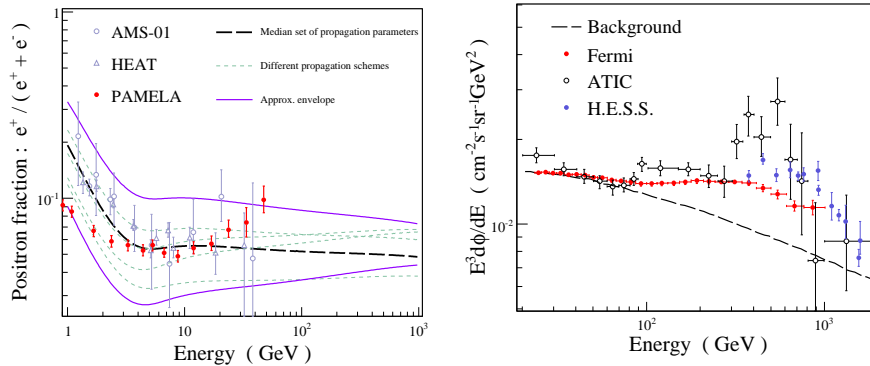 1
AMS-01
HEAT
PAMELA
Median set of propagation parameters
Different propagation schemes
Approx. envelope
10⁻¹
Positron fraction : e⁺ / ( e⁺ + e⁻)
1
10
10²
10³
Energy ( GeV )
Background
Fermi
ATIC
H.E.S.S.
10⁻²
E³dϕ/dE ( cm⁻²s⁻¹sr⁻¹GeV²)
10²
10³
Energy ( GeV )